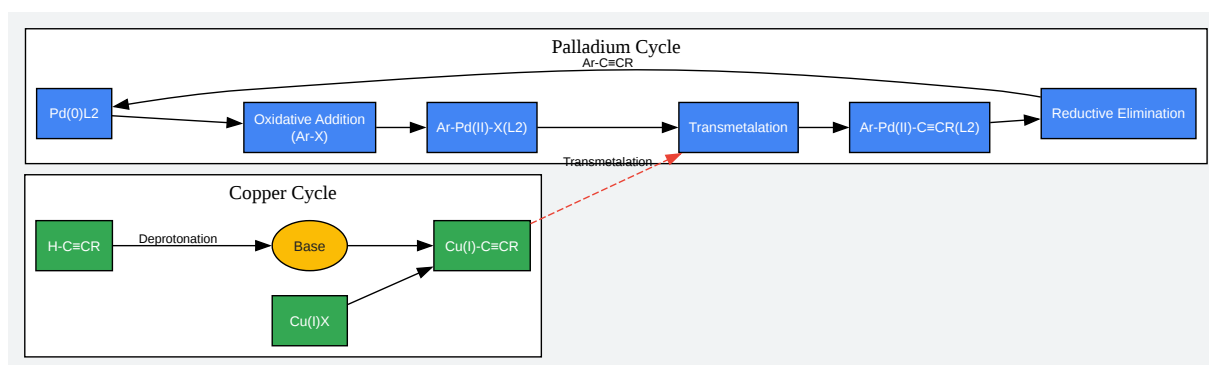 Palladium Cycle
Ar-C≡CR
Pd(0)L2
Oxidative Addition
(Ar-X)
Ar-Pd(II)-X(L2)
Transmetalation
Ar-Pd(II)-C≡CR(L2)
Reductive Elimination
Transmetalation
Copper Cycle
H-C≡CR
Deprotonation
Base
Cu(I)-C≡CR
Cu(I)X